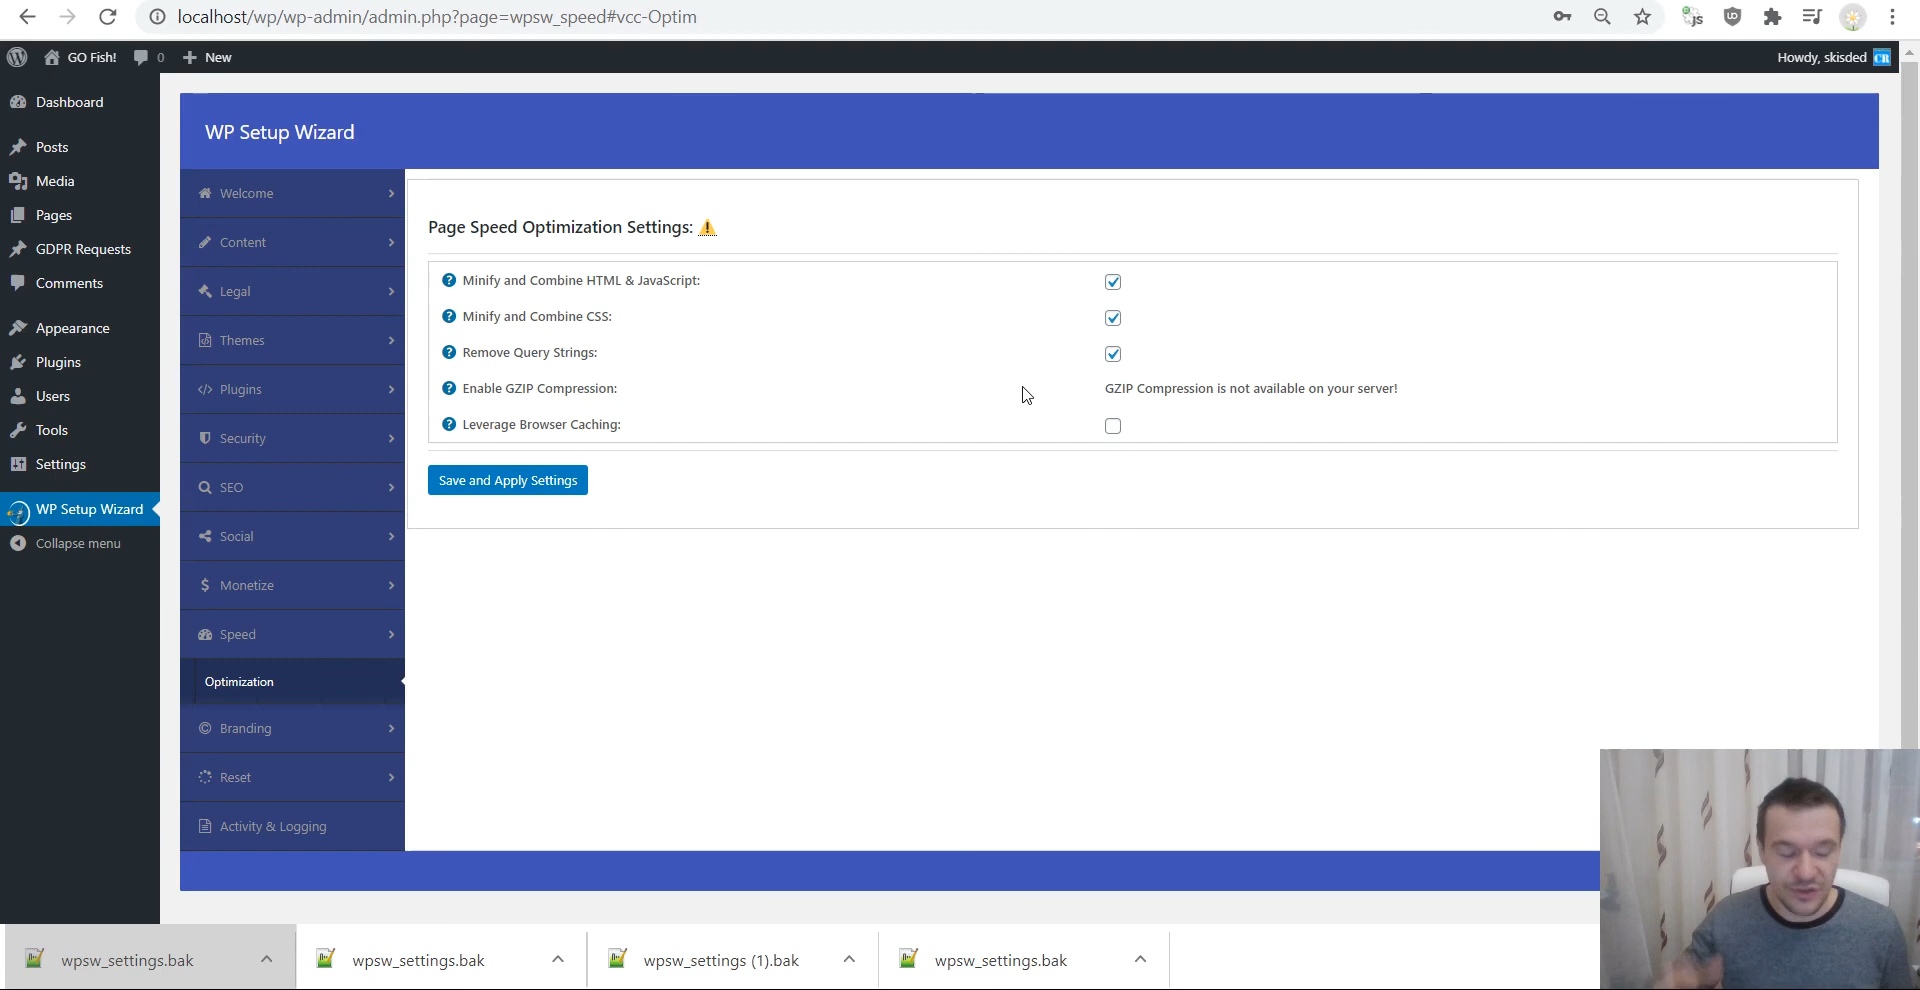 localhost/wp/wp-admin/admin.php?page=wpsw_speed#vcc-Optim
GO Fish!
0
New
Howdy, skisded
CR
Dashboard
Posts
Media
Pages
GDPR Requests
Comments
Appearance
Plugins
Users
Tools
Settings
WP Setup Wizard
Collapse menu
WP Setup Wizard
Welcome
Content
Legal
Themes
Plugins
Security
SEO
Social
Monetize
Speed
Optimization
Branding
Reset
Activity & Logging
Page Speed Optimization Settings:
Minify and Combine HTML & JavaScript:
Minify and Combine CSS:
Remove Query Strings:
Enable GZIP Compression: GZIP Compression is not available on your server!
Leverage Browser Caching:
Save and Apply Settings
wpsw_settings.bak
wpsw_settings.bak
wpsw_settings (1).bak
wpsw_settings.bak